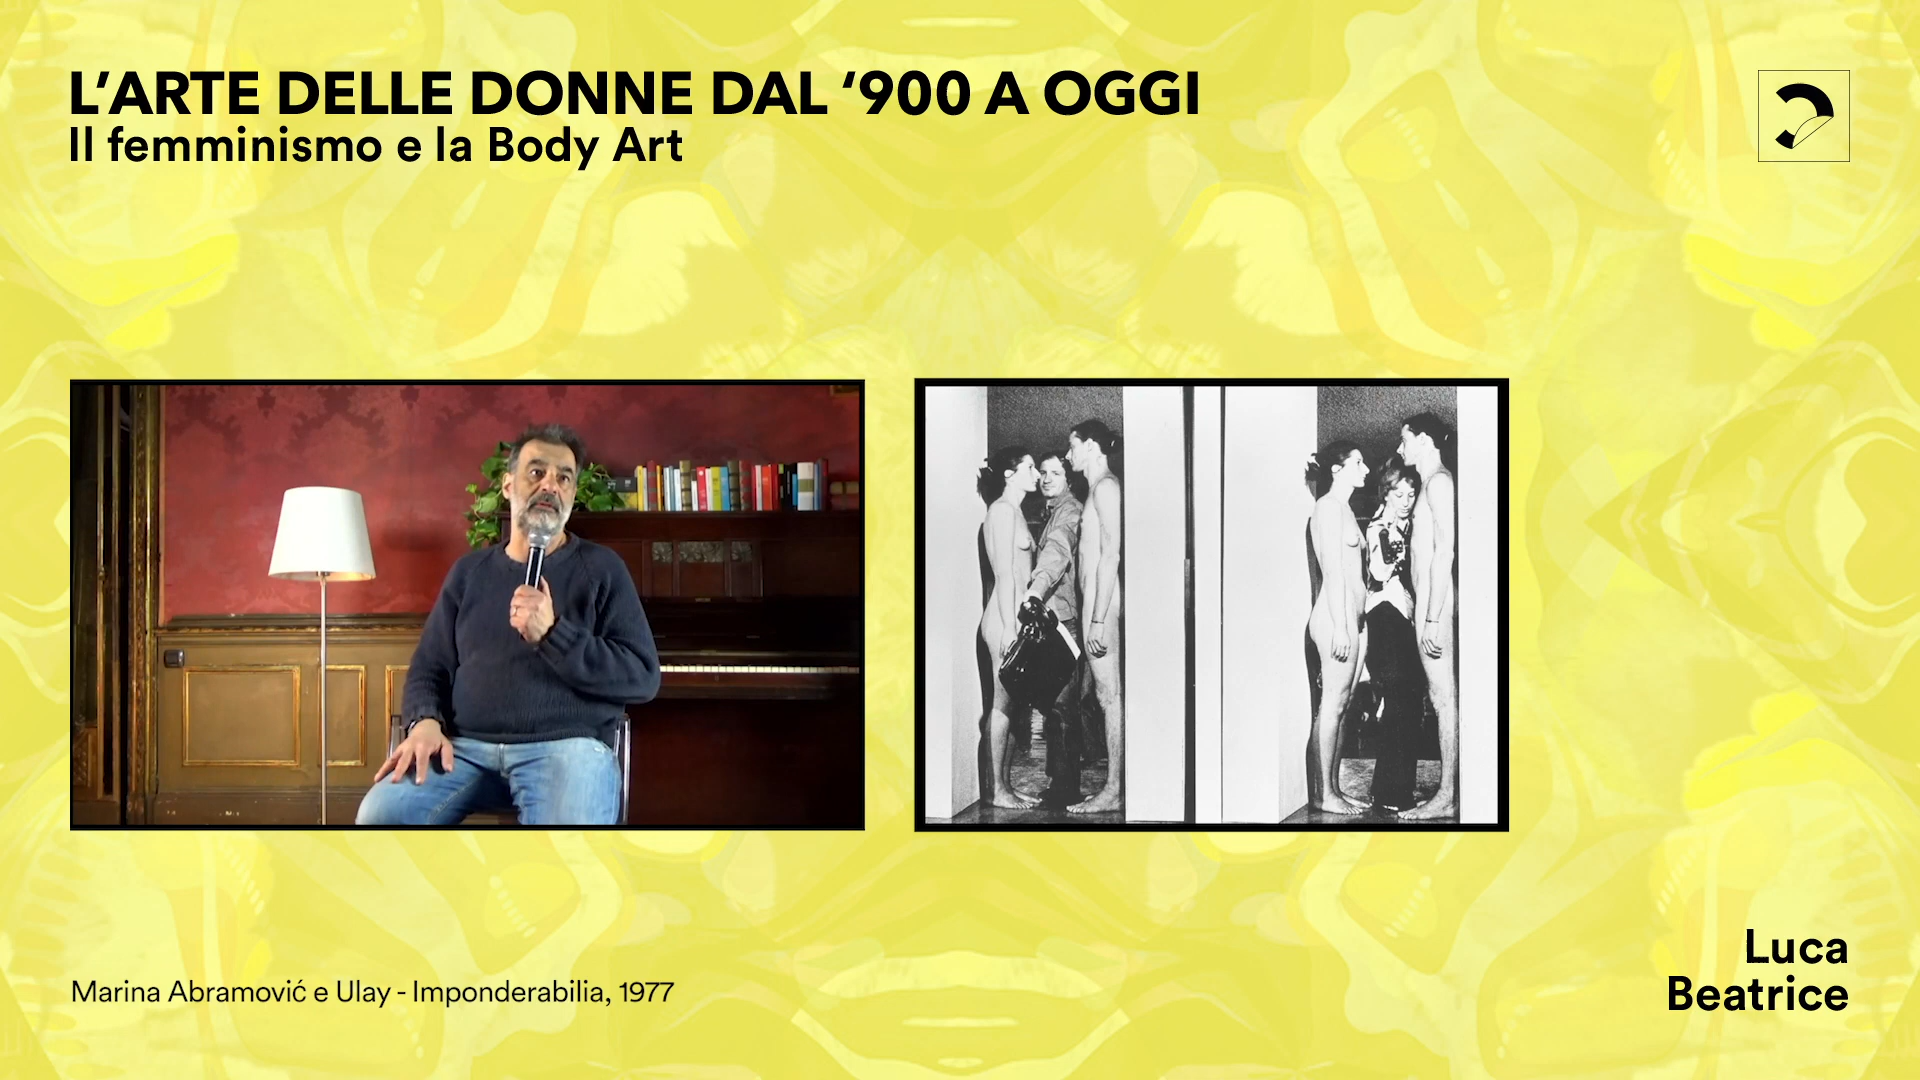 L’ARTE DELLE DONNE DAL ‘900 A OGGI
Il femminismo e la Body Art
Marina Abramović e Ulay - Imponderabilia, 1977
Luca
Beatrice